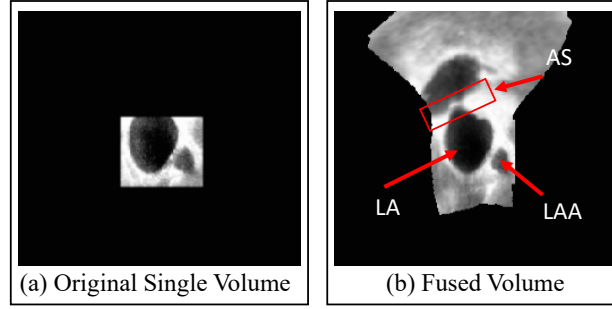 AS
LA
LAA
(a) Original Single Volume
(b) Fused Volume